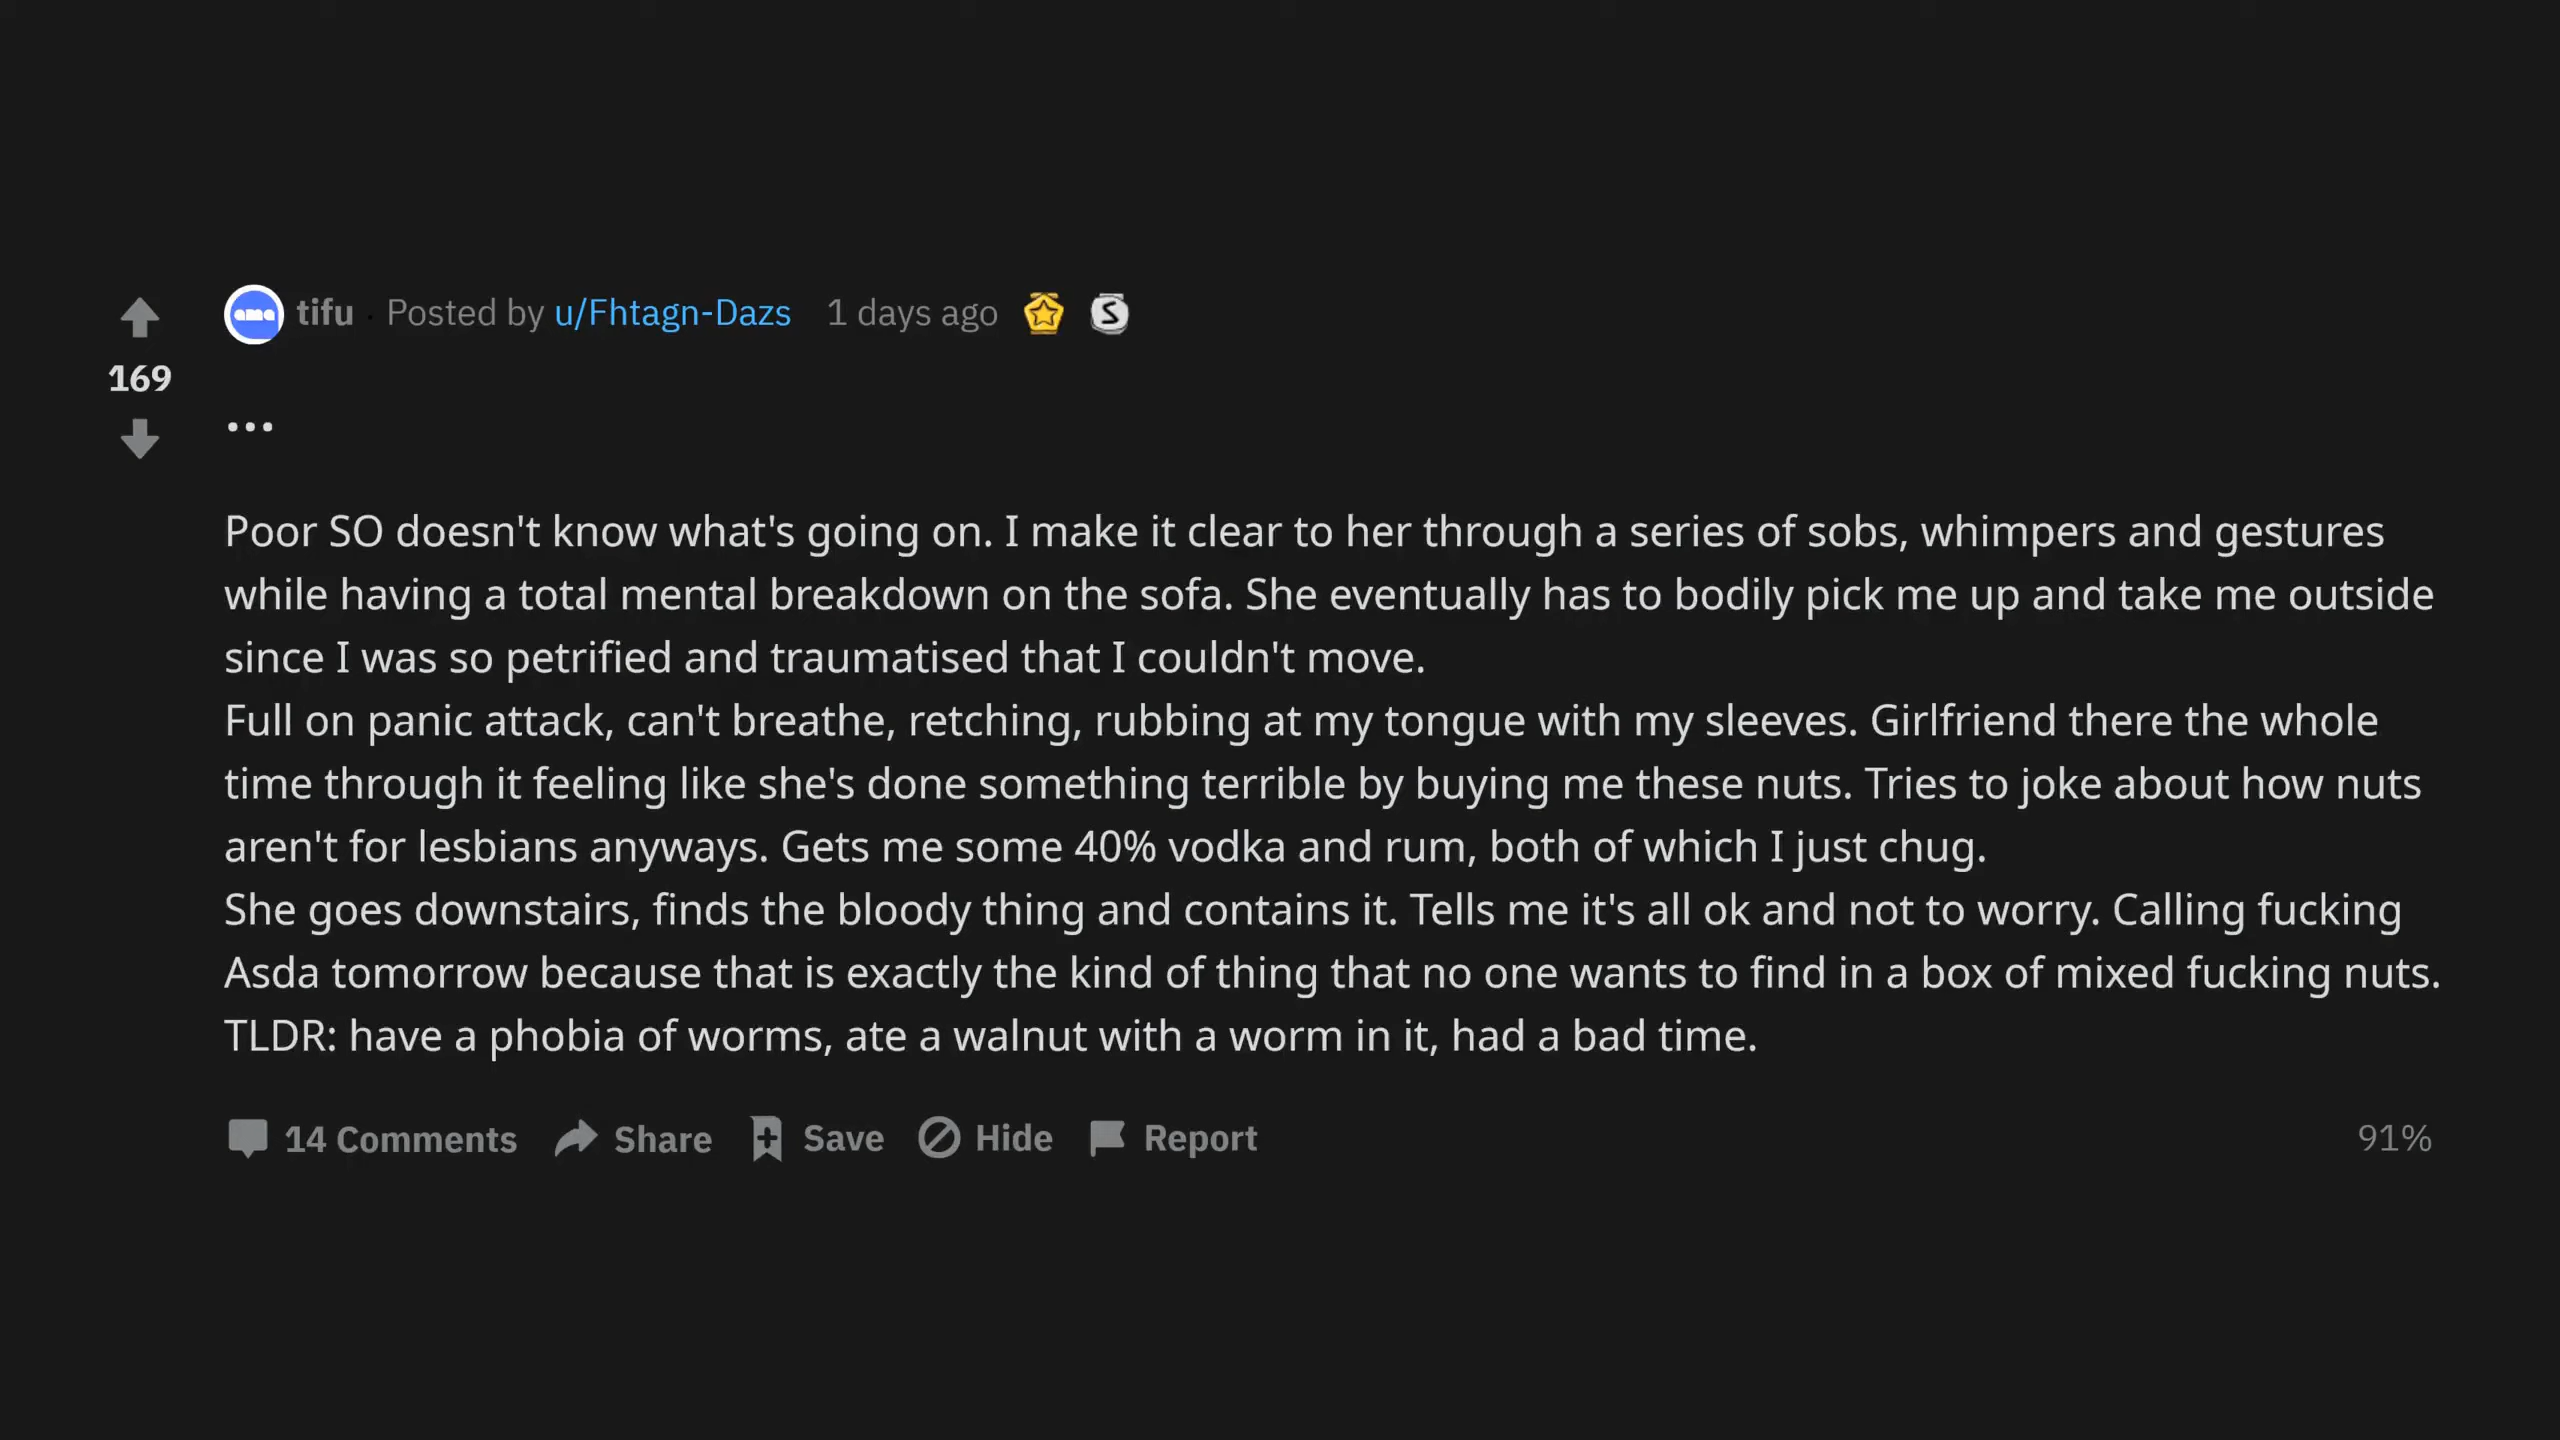 tifu · Posted by u/Fhtagn-Dazs 1 days ago
169
...
Poor SO doesn't know what's going on. I make it clear to her through a series of sobs, whimpers and gestures
while having a total mental breakdown on the sofa. She eventually has to bodily pick me up and take me outside
since I was so petrified and traumatised that I couldn't move.
Full on panic attack, can't breathe, retching, rubbing at my tongue with my sleeves. Girlfriend there the whole
time through it feeling like she's done something terrible by buying me these nuts. Tries to joke about how nuts
aren't for lesbians anyways. Gets me some 40% vodka and rum, both of which I just chug.
She goes downstairs, finds the bloody thing and contains it. Tells me it's all ok and not to worry. Calling fucking
Asda tomorrow because that is exactly the kind of thing that no one wants to find in a box of mixed fucking nuts.
TLDR: have a phobia of worms, ate a walnut with a worm in it, had a bad time.
14 Comments Share Save Hide Report 91%